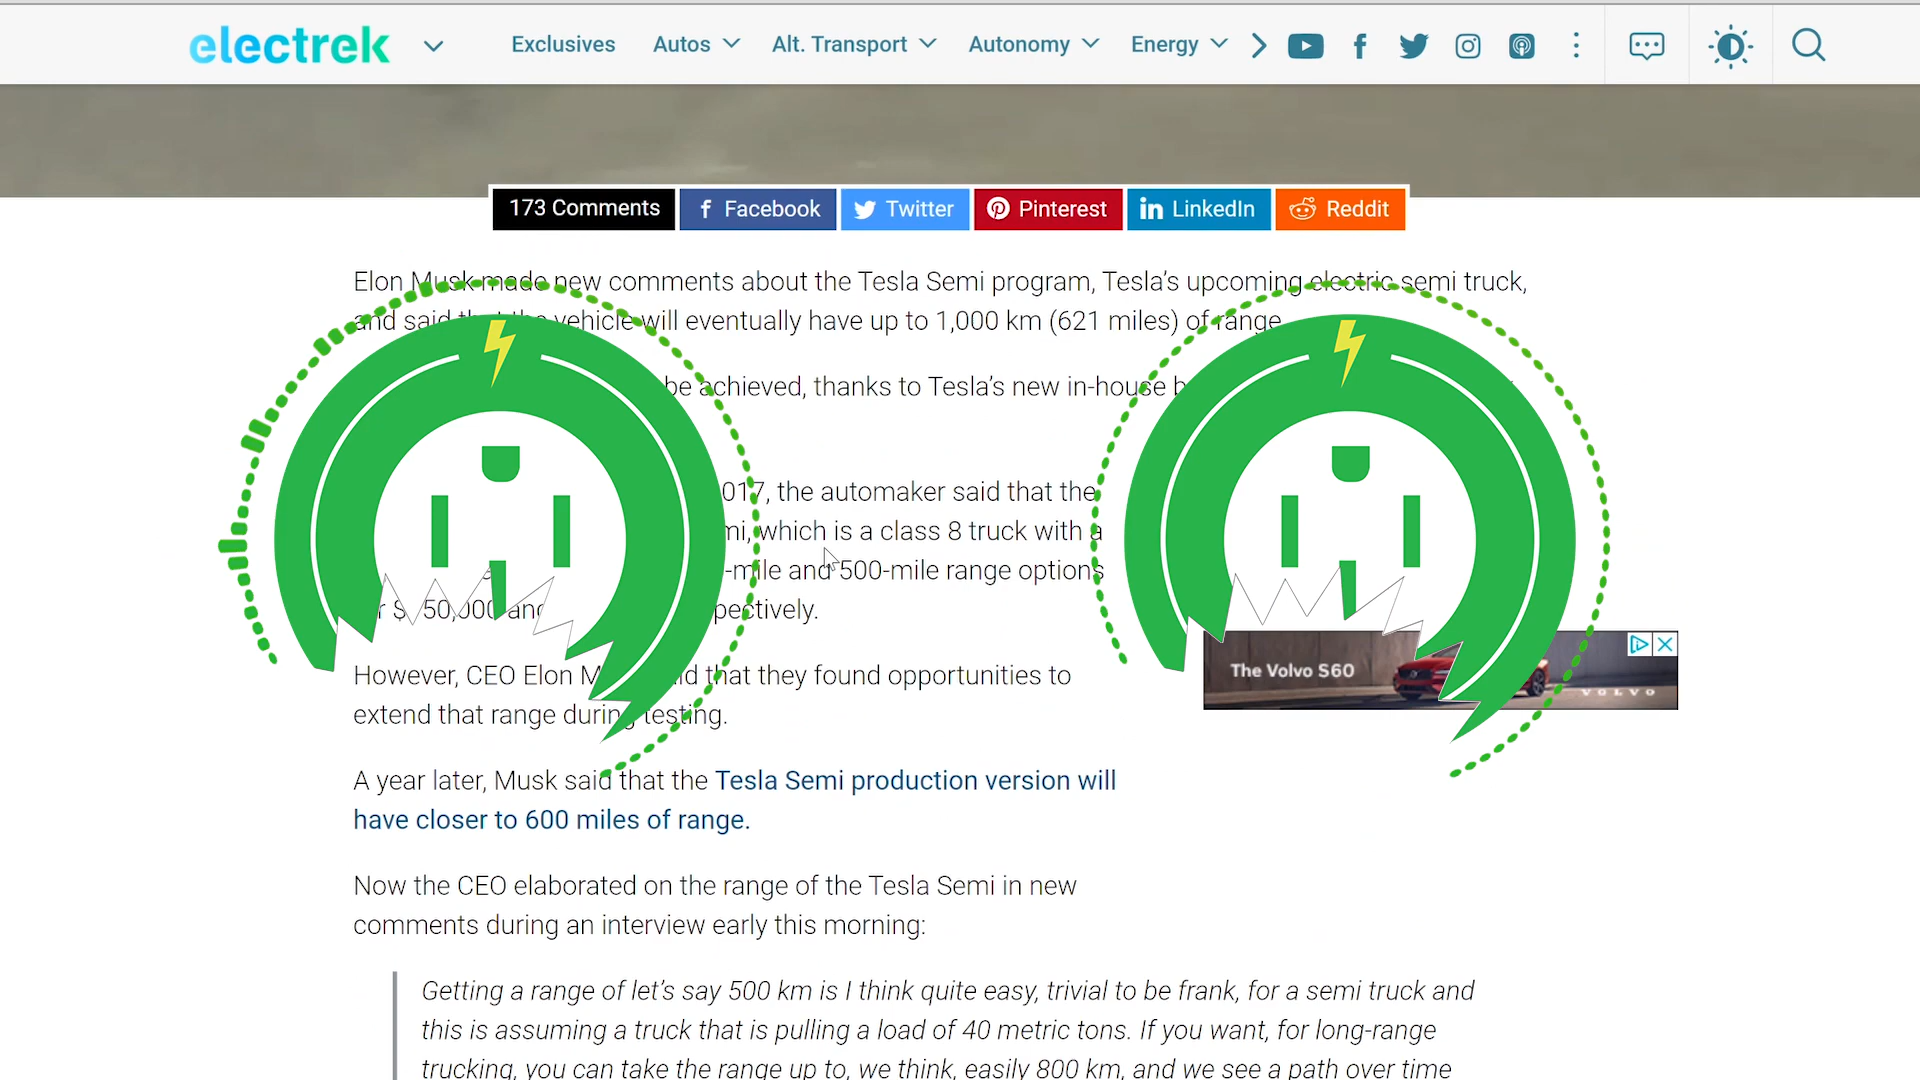 electrek
Exclusives Autos Alt. Transport Autonomy Energy
173 Comments Facebook Twitter Pinterest LinkedIn Reddit
Elon Musk made new comments about the Tesla Semi program, Tesla's upcoming electric semi truck,
and said that the vehicle will eventually have up to 1,000 km (621 miles) of range.
be achieved, thanks to Tesla's new in-house
017, the automaker said that the
which is a class 8 truck with a
-mile and 500-mile range options
50,000 and pectively.
However, CEO Elon that they found opportunities to
extend that range during testing.
The Volvo S60
VOLVO
A year later, Musk said that the Tesla Semi production version will
have closer to 600 miles of range.
Now the CEO elaborated on the range of the Tesla Semi in new
comments during an interview early this morning:
Getting a range of let's say 500 km is I think quite easy, trivial to be frank, for a semi truck and
this is assuming a truck that is pulling a load of 40 metric tons. If you want, for long-range
trucking, you can take the range up to, we think, easily 800 km, and we see a path over time